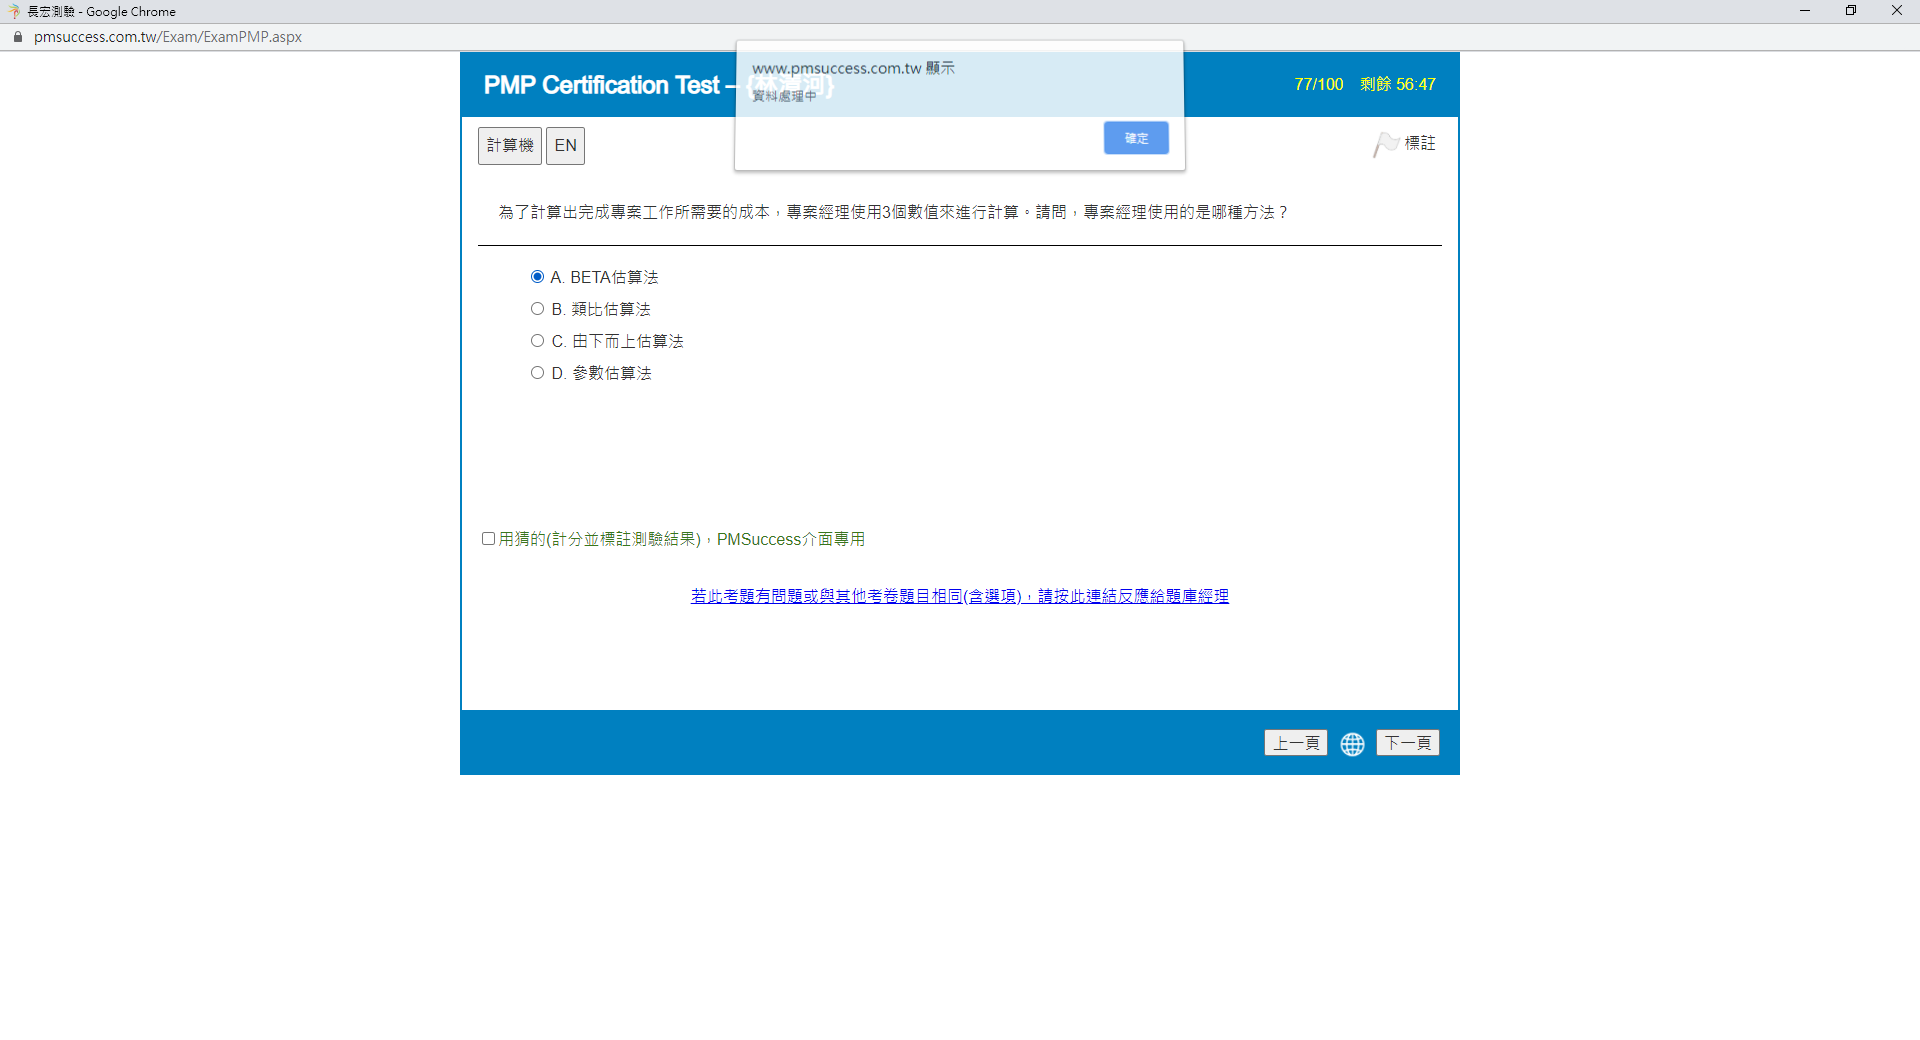 長宏測驗 - Google Chrome
pmsuccess.com.tw/Exam/ExamPMP.aspx
www.pmsuccess.com.tw 顯示
資料處理中
確定
PMP Certification Test – {林清河}
77/100 剩餘 56:47
計算機 EN
標註
為了計算出完成專案工作所需要的成本，專案經理使用3個數值來進行計算。請問，專案經理使用的是哪種方法？
A. BETA估算法
B. 類比估算法
C. 由下而上估算法
D. 參數估算法
用猜的(計分並標註測驗結果)，PMSuccess介面專用
若此考題有問題或與其他考卷題目相同(含選項)，請按此連結反應給題庫經理
上一頁 下一頁